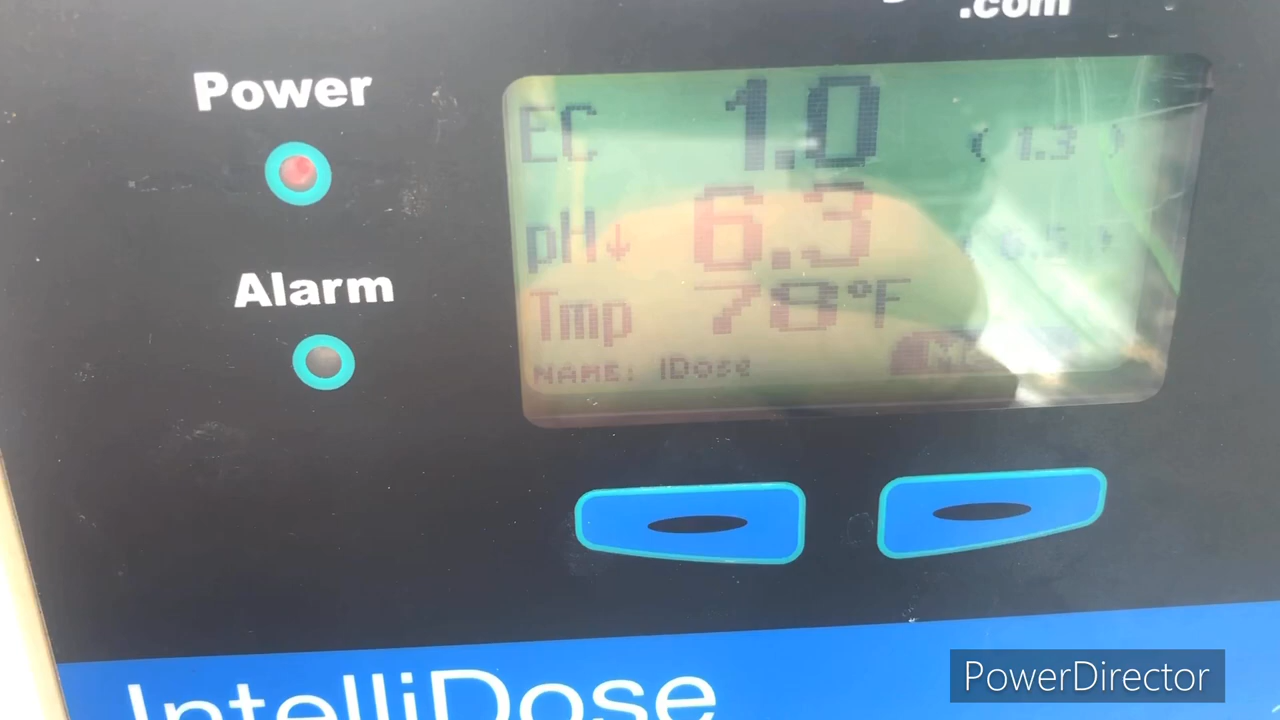 .com
Power
EC 1.0 ( 1.3 )
pH↓ 6.3
Alarm
Tmp 78°F
NAME: IDose
IntelliDose
PowerDirector